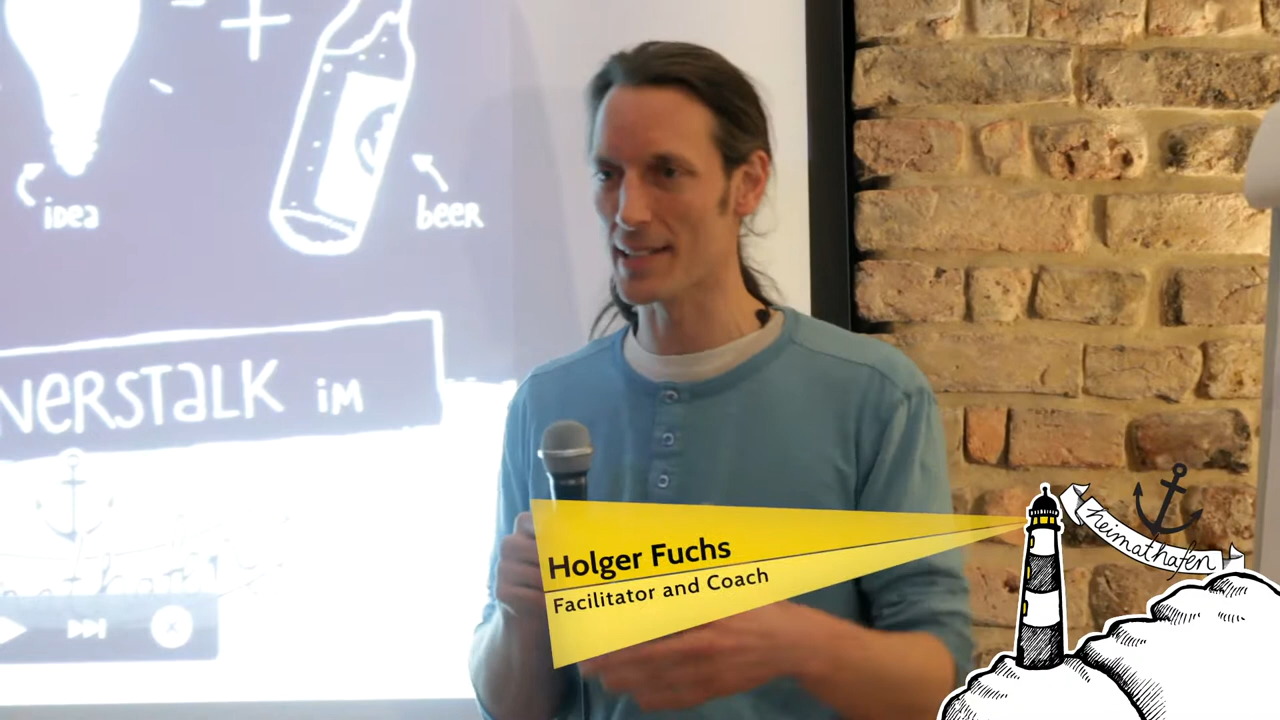 idea
beer
NERSTALK iM
Holger Fuchs
Facilitator and Coach
heimathafen